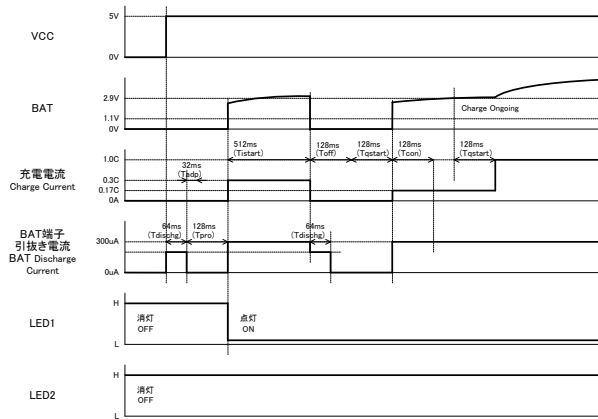 VCC
5V
0V
BAT
2.9V
1.1V
0V
Charge Ongoing
充電電流
Charge Current
1.0C
0.3C
0.17C
0A
512ms
(Tistart)
128ms
(Toff)
128ms
(Tqstart)
128ms
(Tcon)
128ms
(Tqstart)
32ms
(Tadp)
BAT端子
引抜き電流
BAT Discharge
Current
300uA
0uA
64ms
(Tdischg)
128ms
(Tpro)
64ms
(Tdischg)
LED1
H
L
消灯
OFF
点灯
ON
LED2
H
L
消灯
OFF